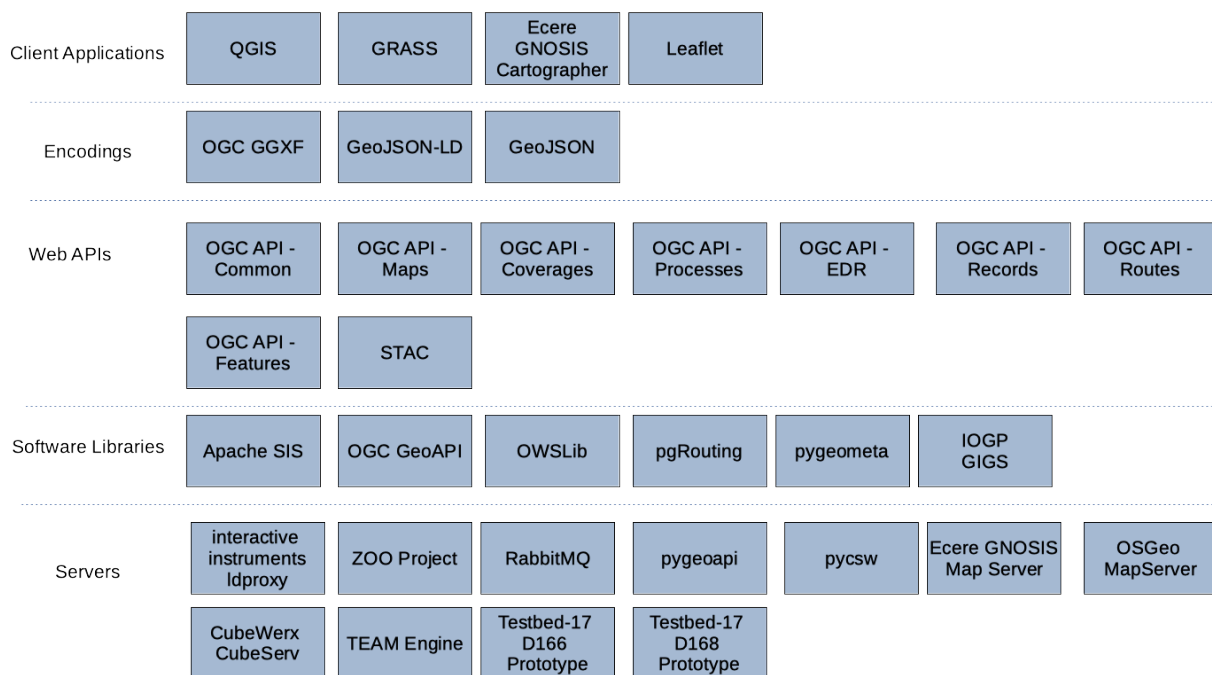 Client Applications
QGIS
GRASS
Ecere
GNOSIS
Cartographer
Leaflet
Encodings
OGC GGXF
GeoJSON-LD
GeoJSON
Web APIs
OGC API -
Common
OGC API -
Maps
OGC API -
Coverages
OGC API -
Processes
OGC API -
EDR
OGC API -
Records
OGC API -
Routes
OGC API -
Features
STAC
Software Libraries
Apache SIS
OGC GeoAPI
OWSLib
pgRouting
pygeometa
IOGP
GIGS
Servers
interactive
instruments
ldproxy
ZOO Project
RabbitMQ
pygeoapi
pycsw
Ecere GNOSIS
Map Server
OSGeo
MapServer
CubeWerx
CubeServ
TEAM Engine
Testbed-17
D166
Prototype
Testbed-17
D168
Prototype